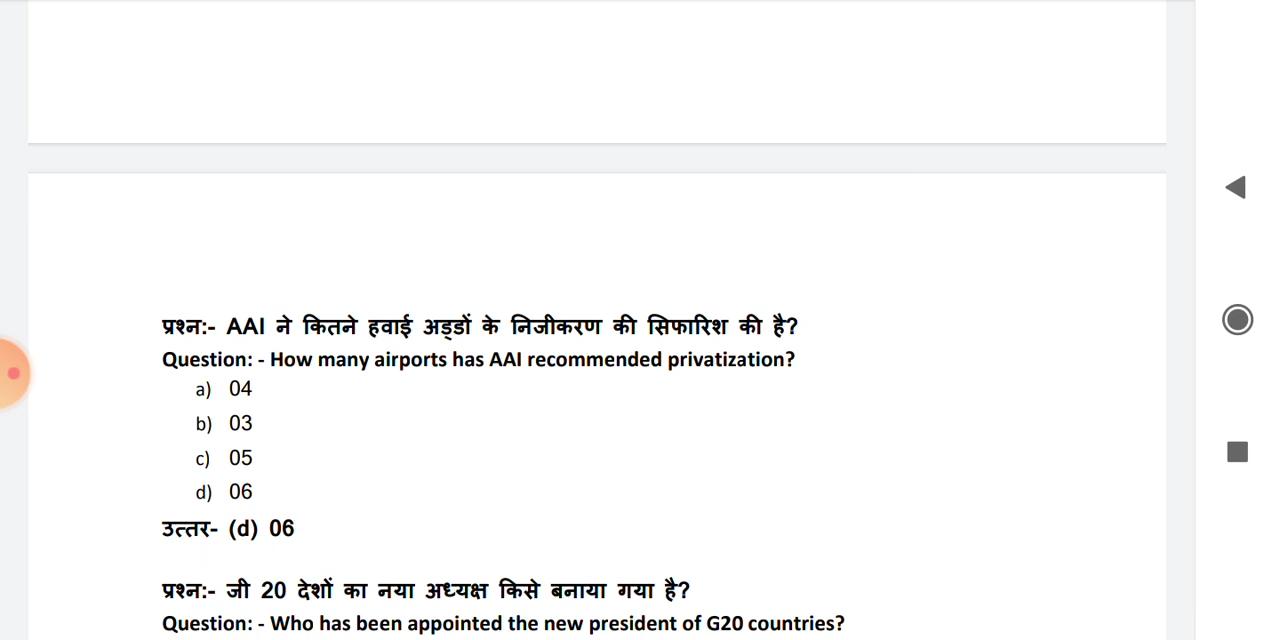 प्रश्न:- AAI ने कितने हवाई अड्डों के निजीकरण की सिफारिश की है?
Question: - How many airports has AAI recommended privatization?
a) 04
b) 03
c) 05
d) 06
उत्तर- (d) 06
प्रश्न:- जी 20 देशों का नया अध्यक्ष किसे बनाया गया है?
Question: - Who has been appointed the new president of G20 countries?